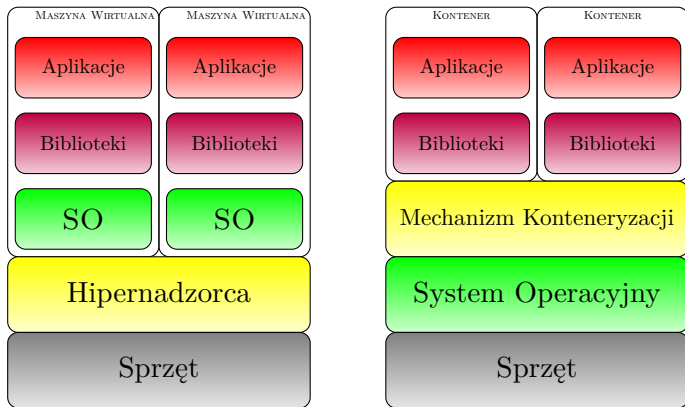 Maszyna Wirtualna Maszyna Wirtualna
Aplikacje Aplikacje
Biblioteki Biblioteki
SO SO
Hipernadzorca
Sprzęt
Kontener Kontener
Aplikacje Aplikacje
Biblioteki Biblioteki
Mechanizm Konteneryzacji
System Operacyjny
Sprzęt